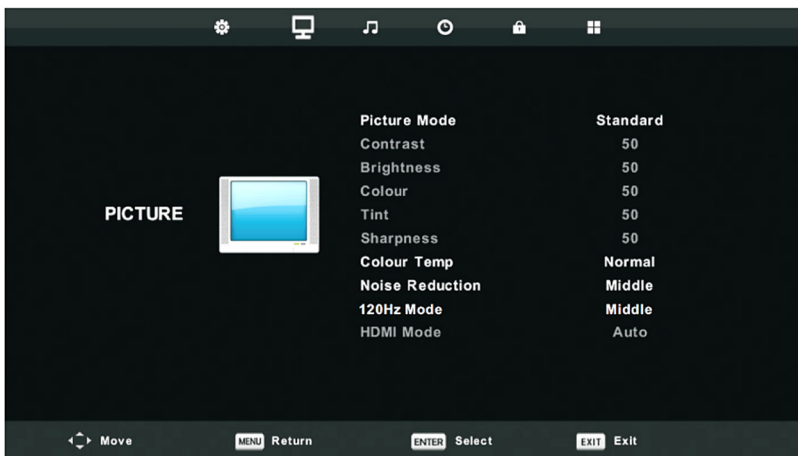 Picture Mode Standard
Contrast 50
Brightness 50
Colour 50
PICTURE
Tint 50
Sharpness 50
Colour Temp Normal
Noise Reduction Middle
120Hz Mode Middle
HDMI Mode Auto
Move MENU Return ENTER Select EXIT Exit